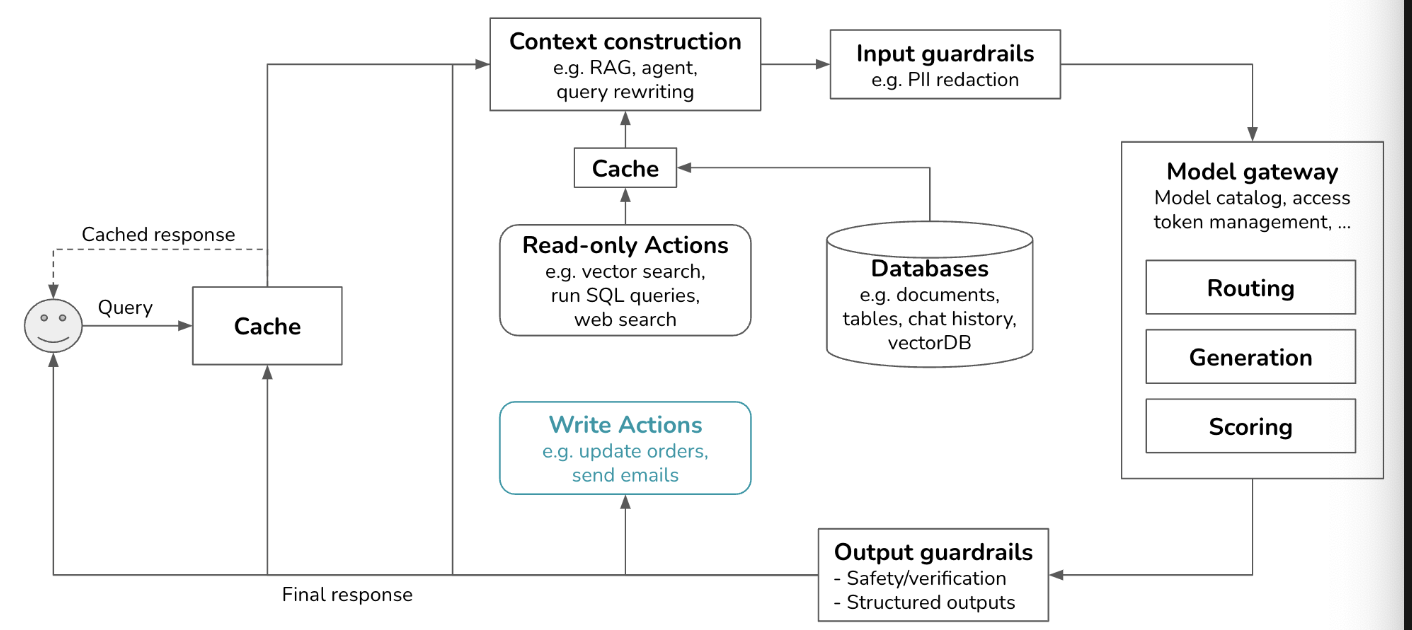 Context construction
e.g. RAG, agent,
query rewriting
Input guardrails
e.g. PII redaction
Cache
Model gateway
Model catalog, access
token management, ...
Cached response
Read-only Actions
e.g. vector search,
run SQL queries,
web search
Databases
e.g. documents,
tables, chat history,
vectorDB
Routing
Query
Cache
Generation
Write Actions
e.g. update orders,
send emails
Scoring
Output guardrails
- Safety/verification
- Structured outputs
Final response